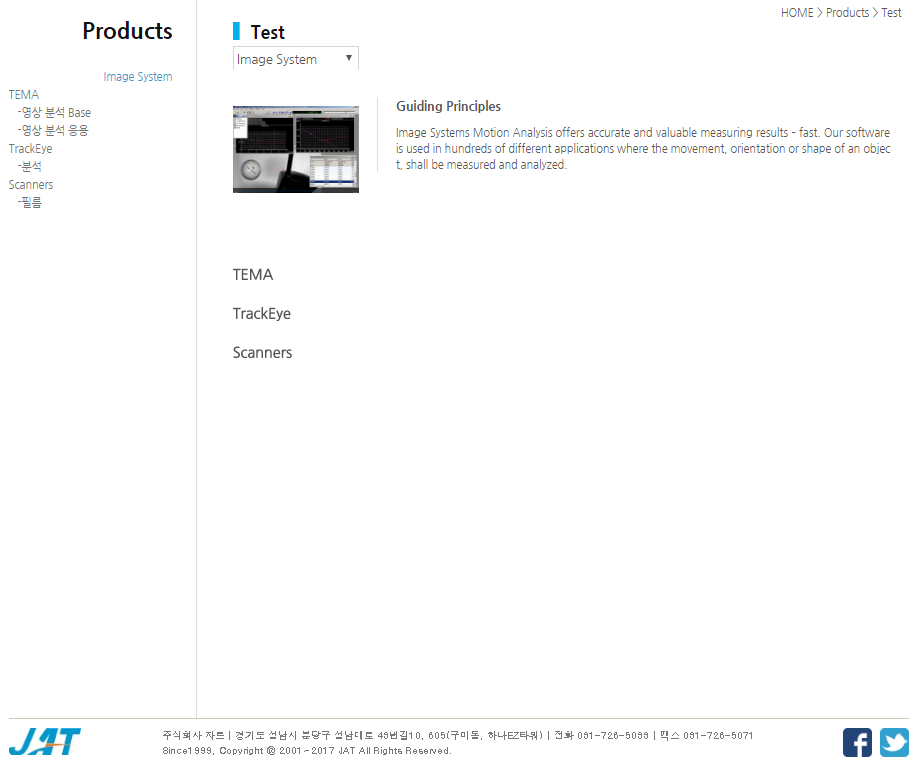 HOME > Products > Test
Products
Image System
TEMA
-영상 분석 Base
-영상 분석 응용
TrackEye
-분석
Scanners
-필름
Test
Image System
Guiding Principles
Image Systems Motion Analysis offers accurate and valuable measuring results - fast. Our software
is used in hundreds of different applications where the movement, orientation or shape of an objec
t, shall be measured and analyzed.
TEMA
TrackEye
Scanners
JAT
주식회사 자트 | 경기도 성남시 분당구 성남대로 43번길10, 605(구미동, 하나EZ타워) | 전화 031-726-5033 | 팩스 031-726-5071
Since1999, Copyright @ 2001 ~ 2017 JAT All Rights Reserved.